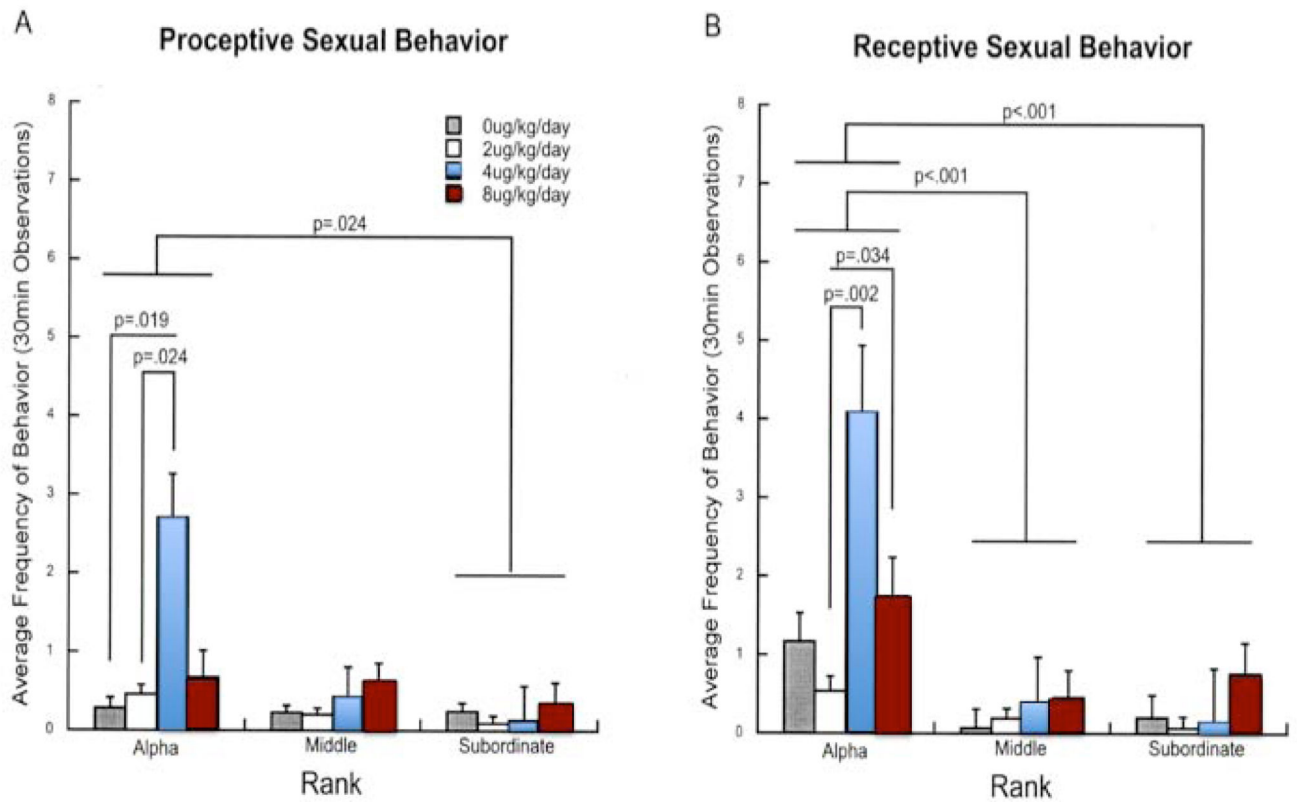 A
Proceptive Sexual Behavior
Average Frequency of Behavior (30min Observations)
8
7
6
5
4
3
2
1
0
0ug/kg/day
2ug/kg/day
4ug/kg/day
8ug/kg/day
p=.024
p=.019
p=.024
Alpha
Middle
Subordinate
Rank
B
Receptive Sexual Behavior
Average Frequency of Behavior (30min Observations)
8
7
6
5
4
3
2
1
0
p<.001
p<.001
p=.034
p=.002
Alpha
Middle
Subordinate
Rank